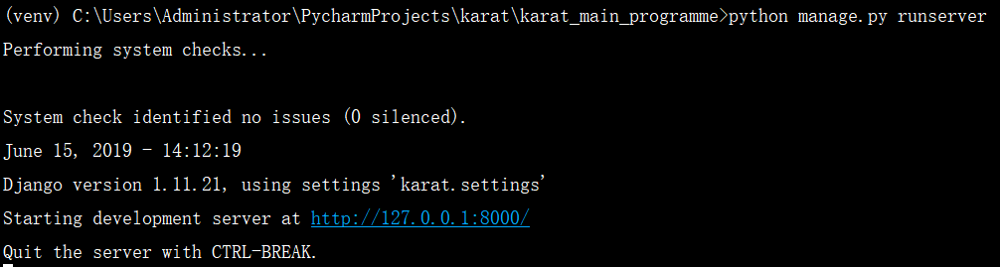 (venv) C:\Users\Administrator\PycharmProjects\karat\karat_main_programme>python manage.py runserver
Performing system checks...
System check identified no issues (0 silenced).
June 15, 2019 - 14:12:19
Django version 1.11.21, using settings 'karat.settings'
Starting development server at http://127.0.0.1:8000/
Quit the server with CTRL-BREAK.